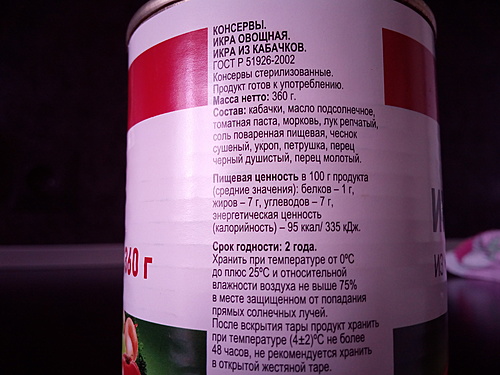 КОНСЕРВЫ.
ИКРА ОВОЩНАЯ.
ИКРА ИЗ КАБАЧКОВ.
ГОСТ Р 51926-2002
Консервы стерилизованные.
Продукт готов к употреблению.
Масса нетто: 360 г.
Состав: кабачки, масло подсолнечное,
томатная паста, морковь, лук репчатый,
соль поваренная пищевая, чеснок
сушеный, укроп, петрушка, перец
черный душистый, перец молотый.
Пищевая ценность в 100 г продукта
(средние значения): белков – 1 г,
жиров – 7 г, углеводов – 7 г,
энергетическая ценность
(калорийность) – 95 ккал/ 335 кДж.
Срок годности: 2 года.
Хранить при температуре от 0ºС
до плюс 25ºС и относительной
влажности воздуха не выше 75%
в месте защищенном от попадания
прямых солнечных лучей.
После вскрытия тары продукт хранить
при температуре (4±2)ºС не более
48 часов, не рекомендуется хранить
в открытой жестяной таре.
360 г
ИЗ